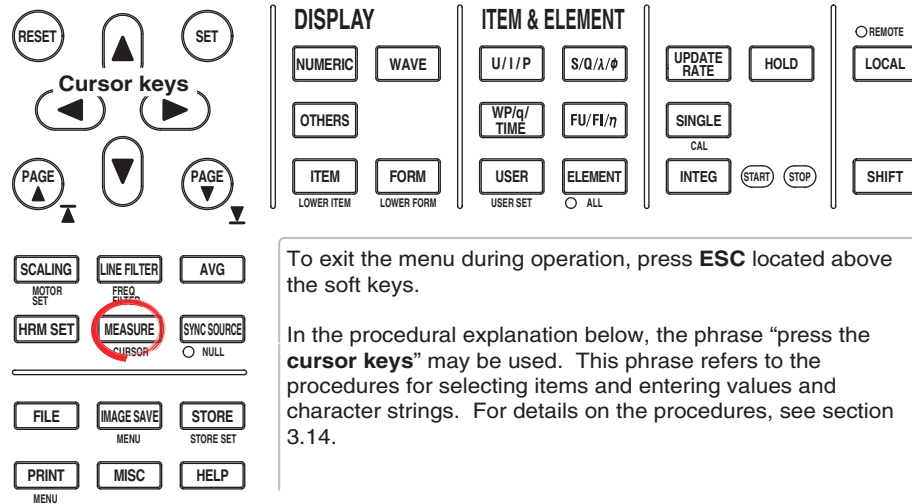 RESET
SET
Cursor keys
PAGE
PAGE
DISPLAY
NUMERIC
WAVE
OTHERS
ITEM
FORM
LOWER ITEM
LOWER FORM
ITEM & ELEMENT
U/I/P
S/Q/λ/ø
WP/q/
TIME
FU/FI/η
USER
ELEMENT
USER SET
ALL
UPDATE
RATE
HOLD
SINGLE
CAL
INTEG
START
STOP
REMOTE
LOCAL
SHIFT
SCALING
LINE FILTER
AVG
MOTOR
SET
FREQ
FILTER
HRM SET
MEASURE
SYNC SOURCE
CURSOR
NULL
FILE
IMAGE SAVE
STORE
MENU
STORE SET
PRINT
MISC
HELP
MENU
To exit the menu during operation, press ESC located above
the soft keys.
In the procedural explanation below, the phrase “press the
cursor keys” may be used. This phrase refers to the
procedures for selecting items and entering values and
character strings. For details on the procedures, see section
3.14.